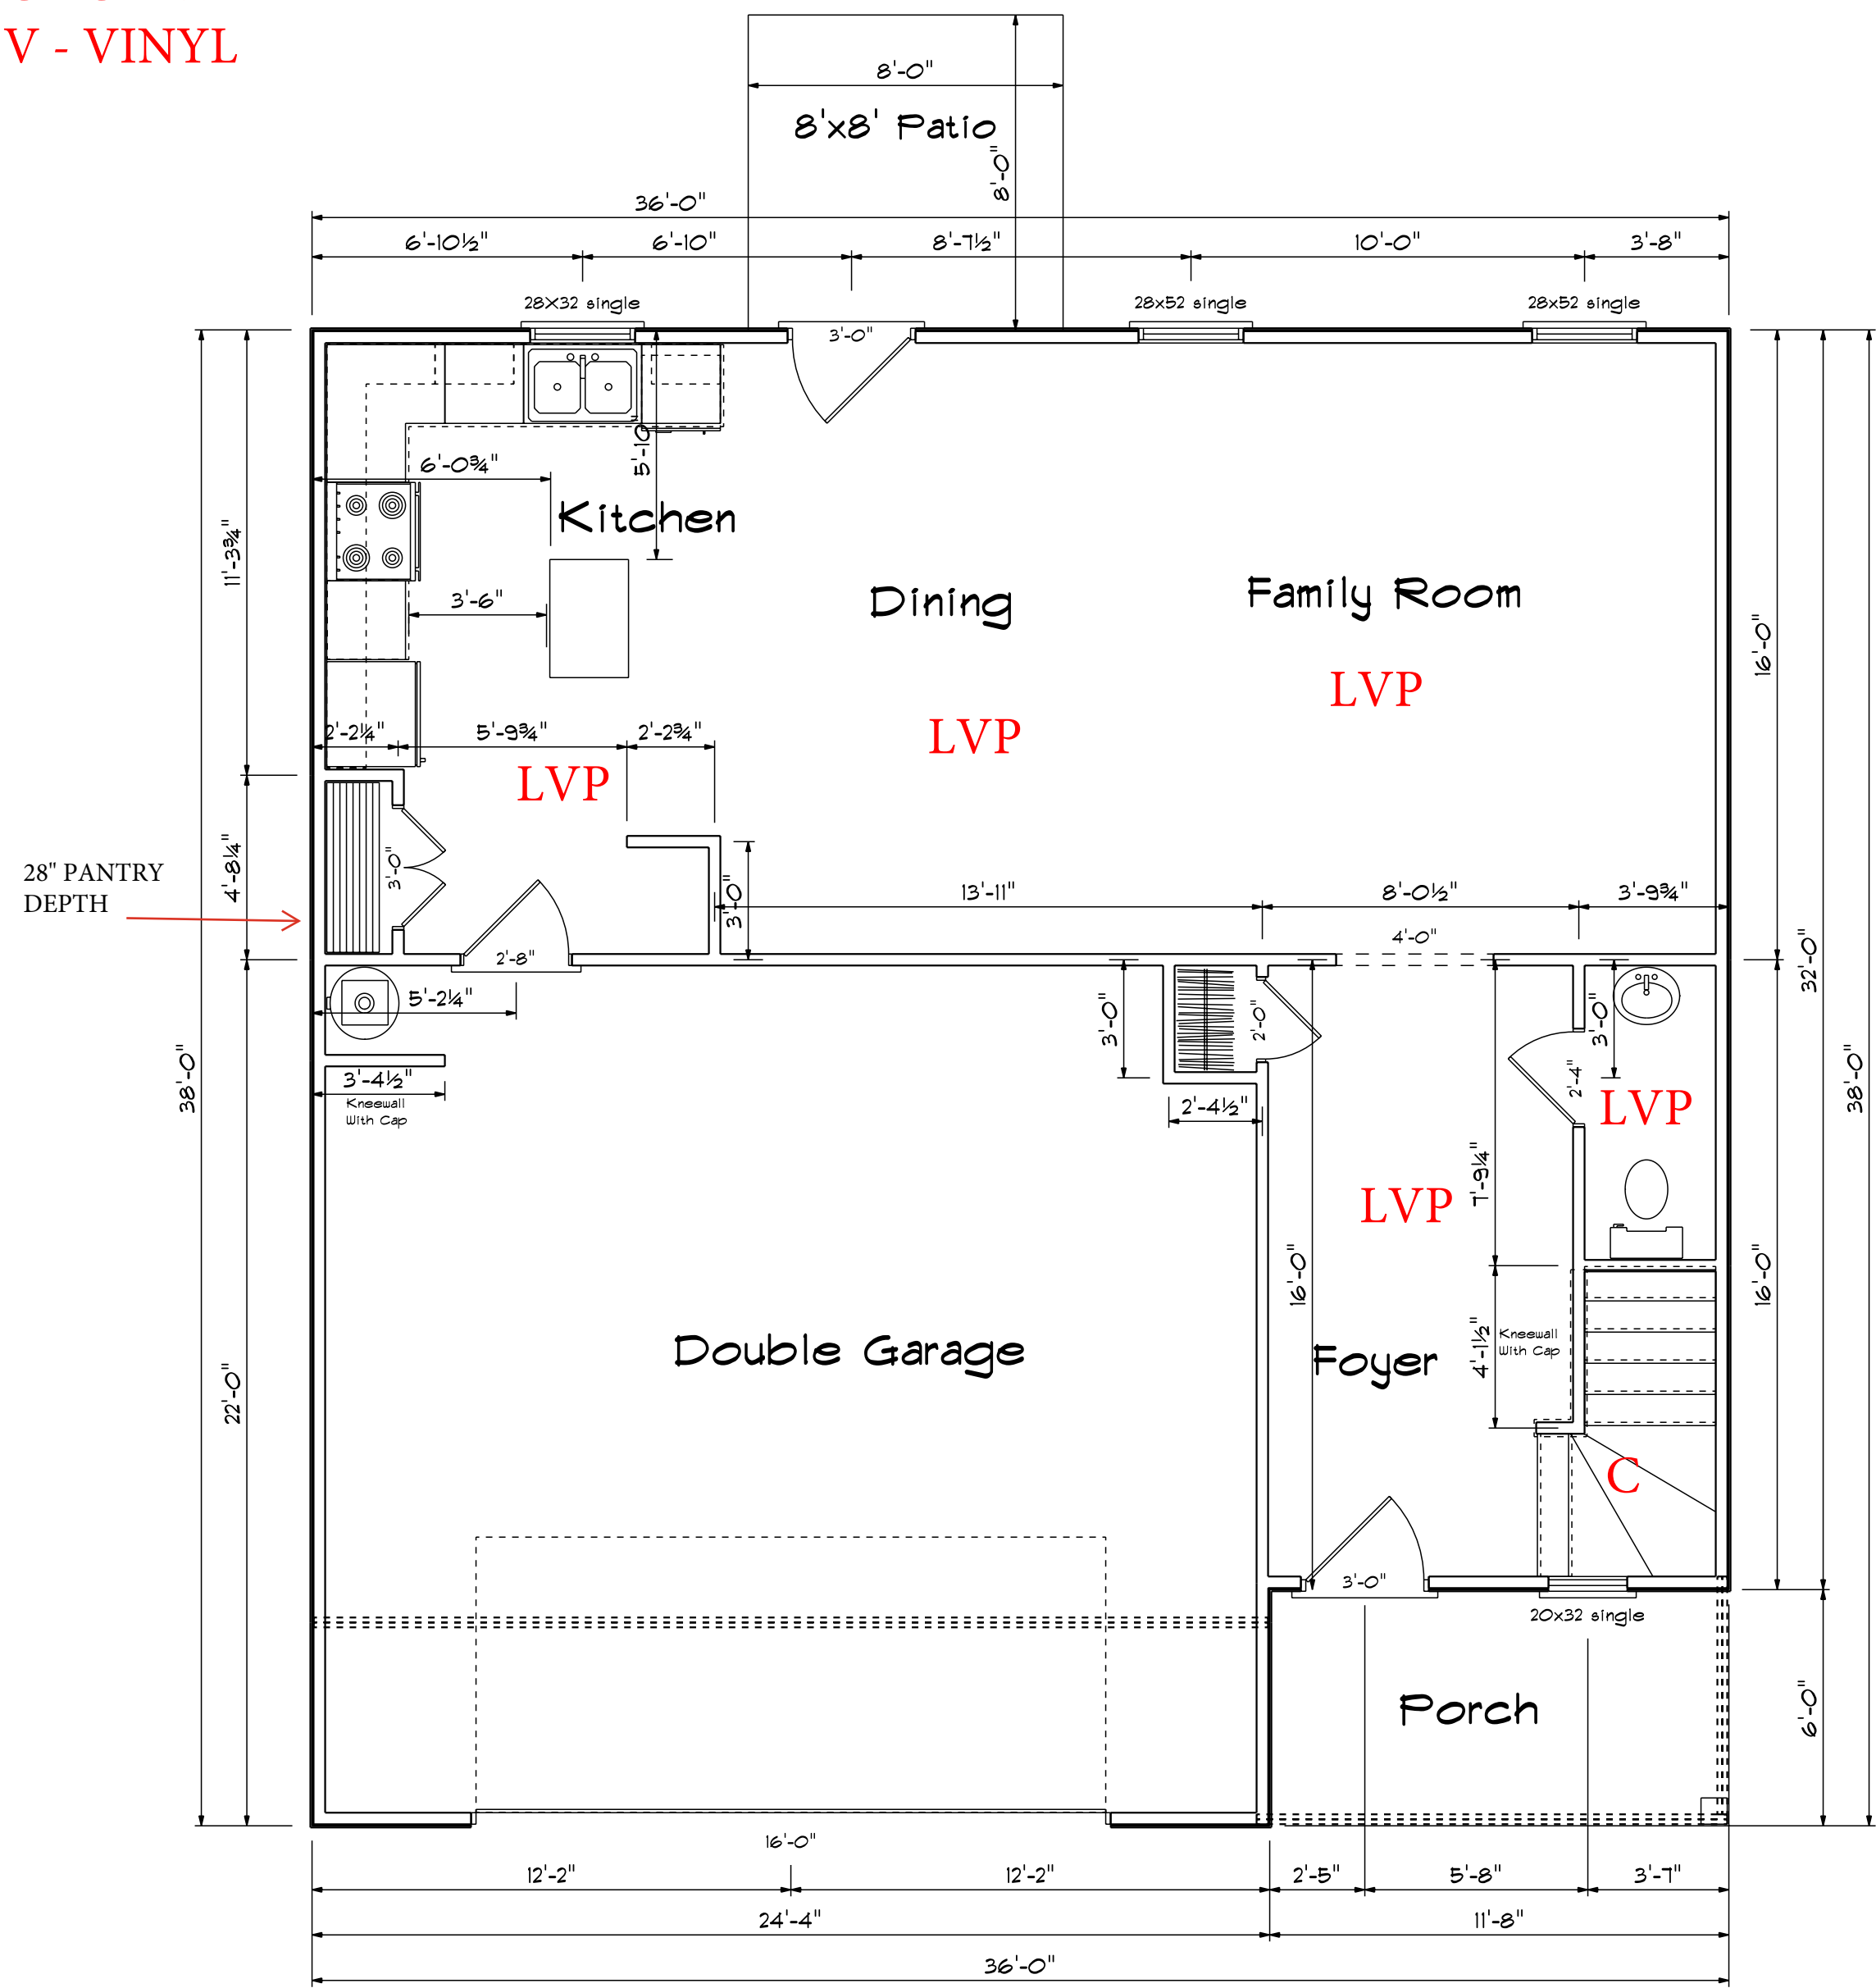 V - VINYL
8'-0"
8'x8' Patio
8'-0"
36'-0"
6'-10½"
6'-10"
8'-7½"
10'-0"
3'-8"
28X32 single
28x52 single
28x52 single
3'-0"
5'-10"
6'-0¾"
Kitchen
11'-3¾"
3'-6"
Dining
Family Room
16'-0"
LVP
LVP
2'-2¼"
5'-9¾"
2'-2¾"
LVP
28" PANTRY
DEPTH
4'-8¼"
3'-0"
3'-0"
13'-11"
8'-0½"
3'-9¾"
4'-0"
32'-0"
2'-8"
5'-2¼"
3'-0"
2'-0"
3'-0"
38'-0"
3'-4½"
Kneewall
With Cap
2'-4½"
2'-4"
LVP
38'-0"
7'-9¼"
LVP
16'-0"
16'-0"
22'-0"
Double Garage
Foyer
4'-1½"
Kneewall
With Cap
C
3'-0"
20x32 single
Porch
6'-0"
16'-0"
12'-2"
12'-2"
2'-5"
5'-8"
3'-7"
24'-4"
11'-8"
36'-0"